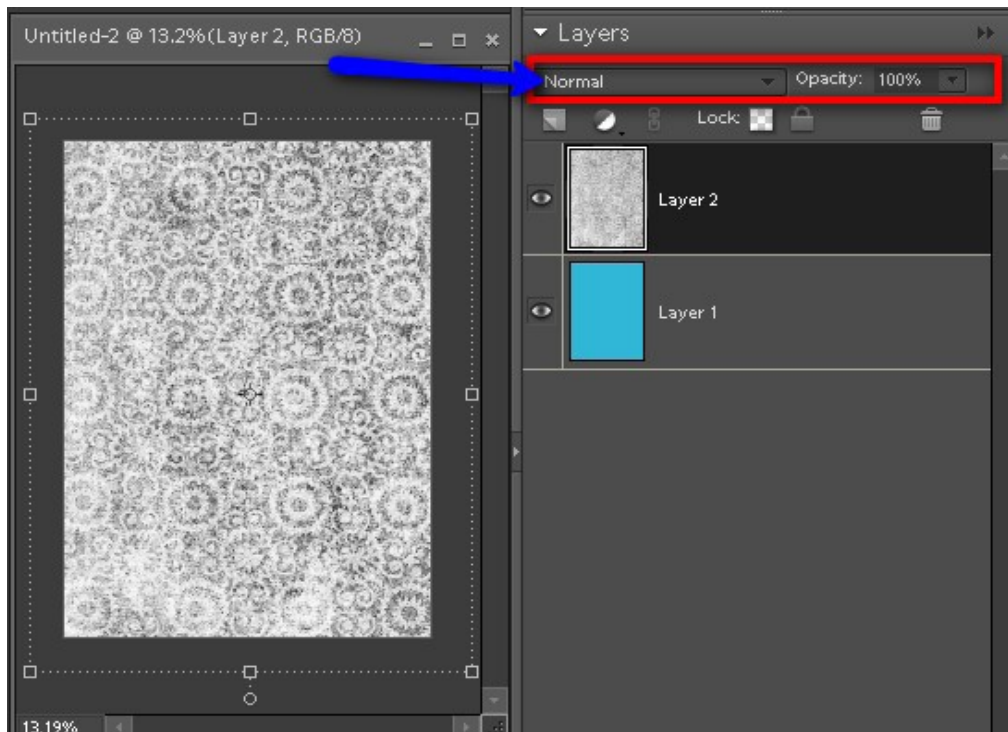 Untitled-2 @ 13.2%(Layer 2, RGB/8)
Layers
Normal
Opacity: 100%
Lock:
Layer 2
Layer 1
13.19%